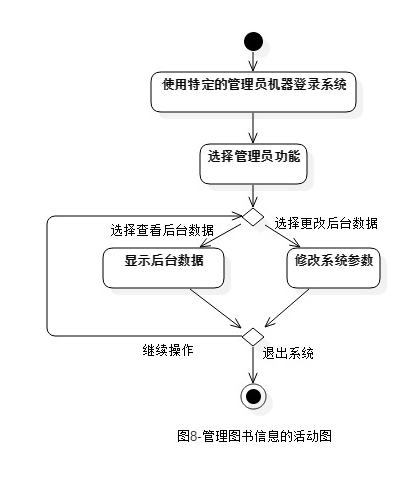 使用特定的管理员机器登录系统
选择管理员功能
选择查看后台数据
选择更改后台数据
显示后台数据
修改系统参数
继续操作
退出系统
图8-管理图书信息的活动图